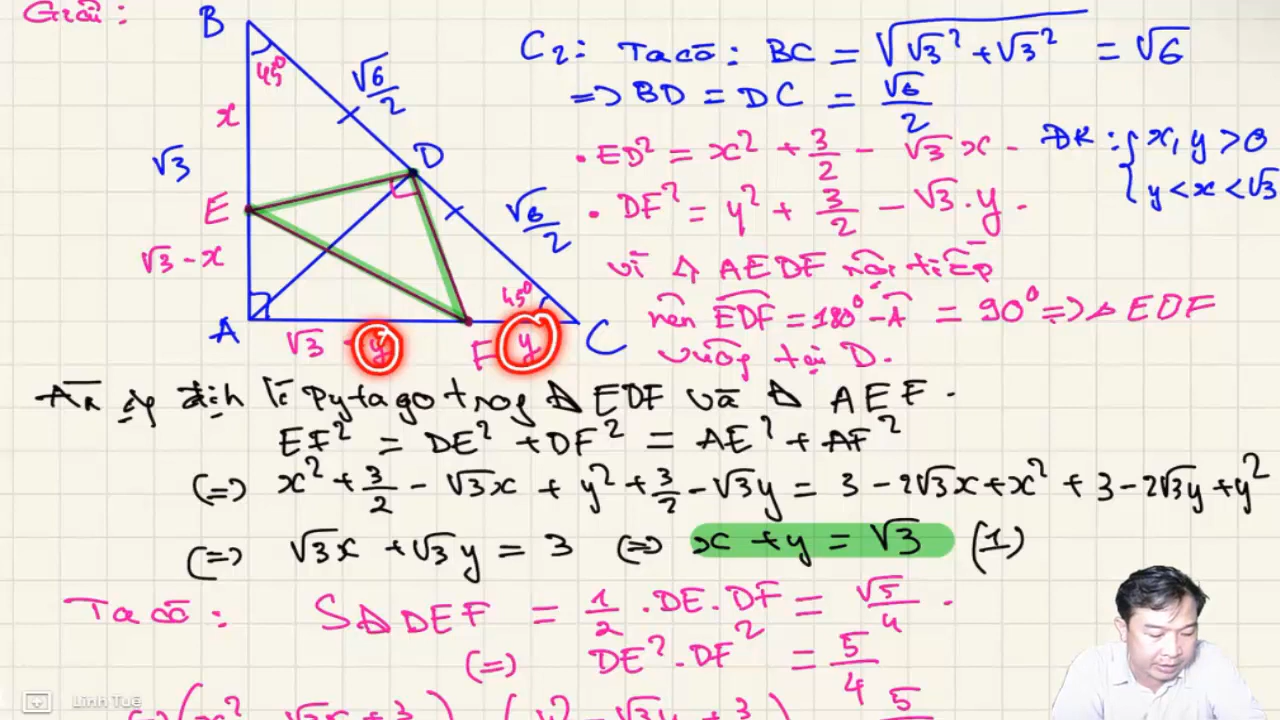 Giải:
B
45°
x
√6/2
D
√3
E
√6/2
√3 - x
45°
A
√3 - y
F
y
C
C2: Ta có: BC = √(√3² + √3²) = √6
=> BD = DC = √6/2
• ED² = x² + 3/2 - √3x. ĐK: { x, y > 0
{ y < x < √3
• DF² = y² + 3/2 - √3.y.
vì AEDF nội tiếp
nên EDF = 180° - A = 90° => Δ EDF
vuông tại D.
định lí Pytago trog Δ EDF và Δ AEF.
EF² = DE² + DF² = AE² + AF²
(=>) x² + 3/2 - √3x + y² + 3/2 - √3y = 3 - 2√3x + x² + 3 - 2√3y + y²
(=>) √3x + √3y = 3 (=>) x + y = √3 (1)
Ta có: SΔDEF = 1/2 . DE . DF = √5/4.
(=>) DE² . DF² = 5/4
Linh Tuệ